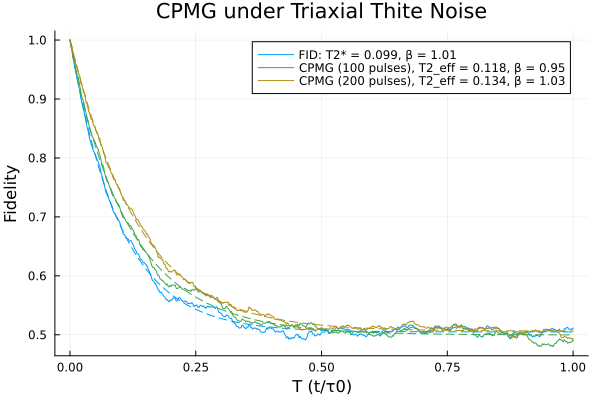 CPMG under Triaxial Thite Noise
FID: T2* = 0.099, β = 1.01
CPMG (100 pulses), T2_eff = 0.118, β = 0.95
CPMG (200 pulses), T2_eff = 0.134, β = 1.03
Fidelity
1.0
0.9
0.8
0.7
0.6
0.5
0.00
0.25
0.50
0.75
1.00
T (t/τ0)